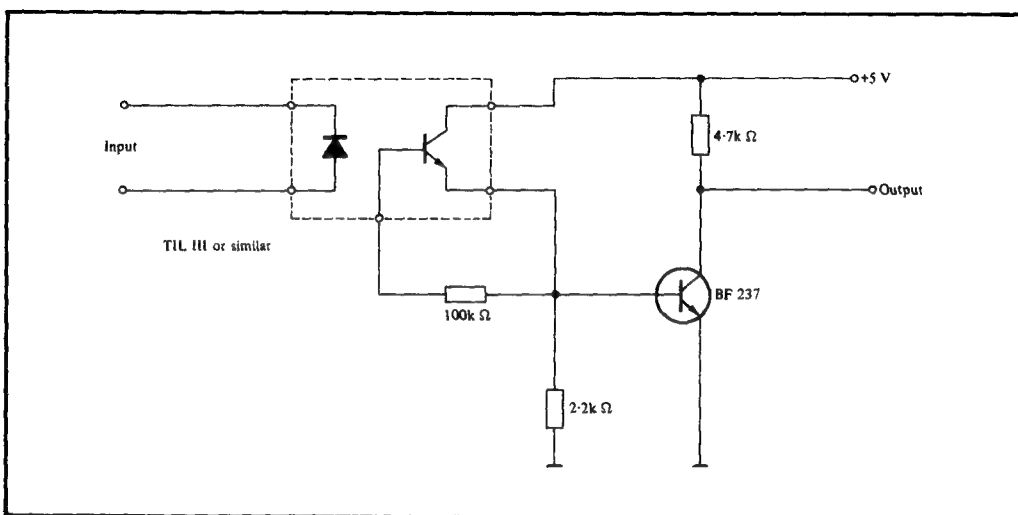 +5 V
4·7k Ω
Input
Output
TIL III or similar
BF 237
100k Ω
2·2k Ω